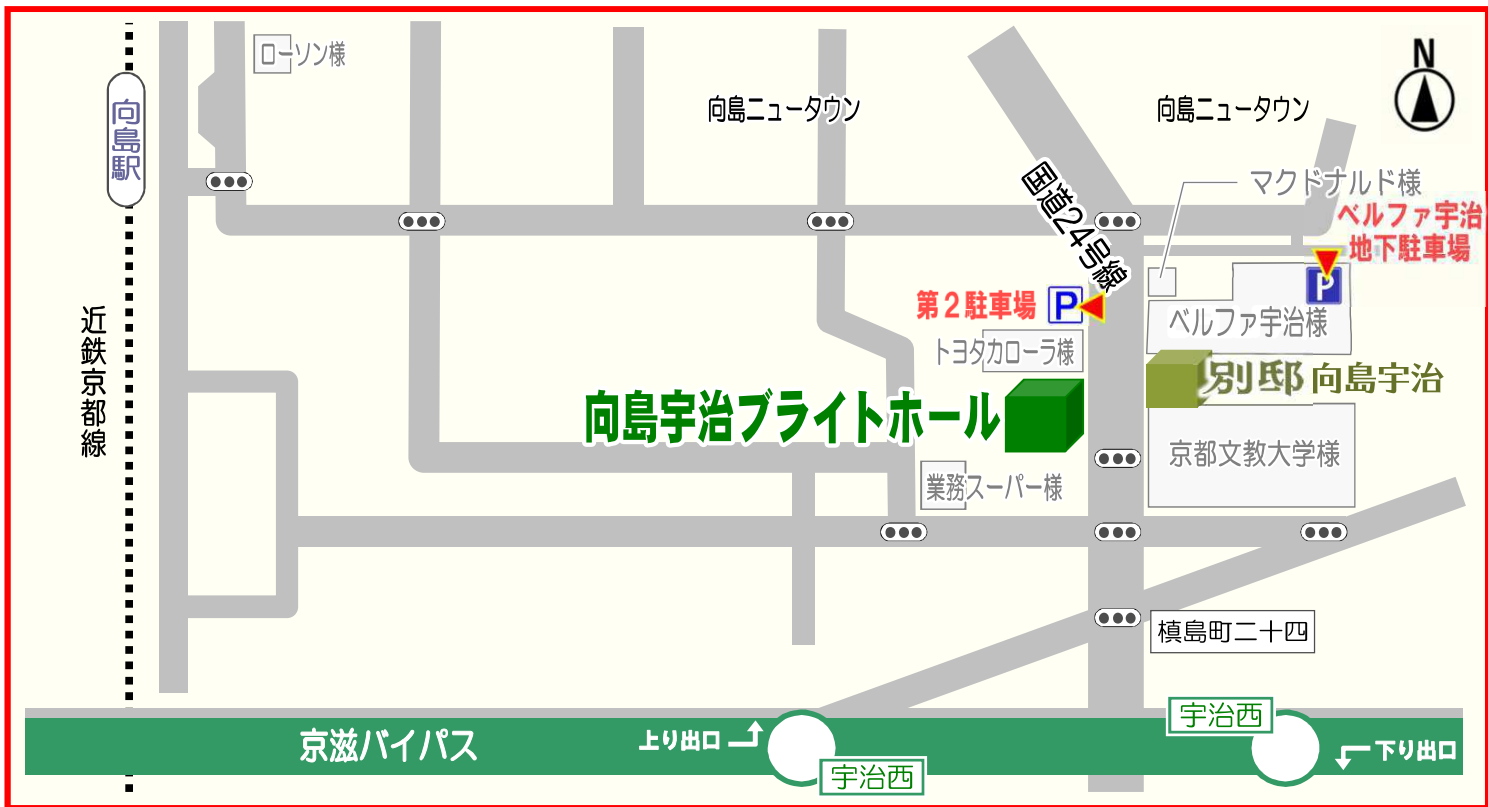 ローソン様
N
向島駅
向島ニュータウン
向島ニュータウン
国道24号線
マクドナルド様
ベルファ宇治
地下駐車場
P
第2駐車場
P
ベルファ宇治様
トヨタカローラ様
近鉄京都線
別邸 向島宇治
向島宇治ブライトホール
京都文教大学様
業務スーパー様
槙島町二十四
宇治西
京滋バイパス
上り出口
下り出口
宇治西